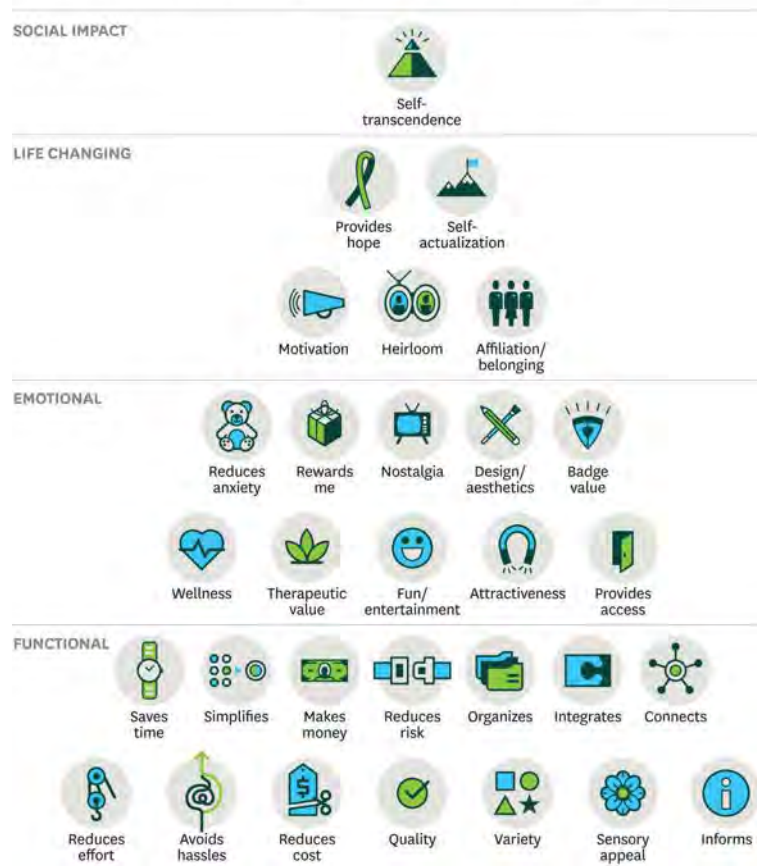 SOCIAL IMPACT
Self-
transcendence
LIFE CHANGING
Provides
hope
Self-
actualization
Motivation
Heirloom
Affiliation/
belonging
EMOTIONAL
Reduces
anxiety
Rewards
me
Nostalgia
Design/
aesthetics
Badge
value
Wellness
Therapeutic
value
Fun/
entertainment
Attractiveness
Provides
access
FUNCTIONAL
Saves
time
Simplifies
Makes
money
Reduces
risk
Organizes
Integrates
Connects
$
Reduces
effort
Avoids
hassles
Reduces
cost
Quality
Variety
Sensory
appeal
Informs